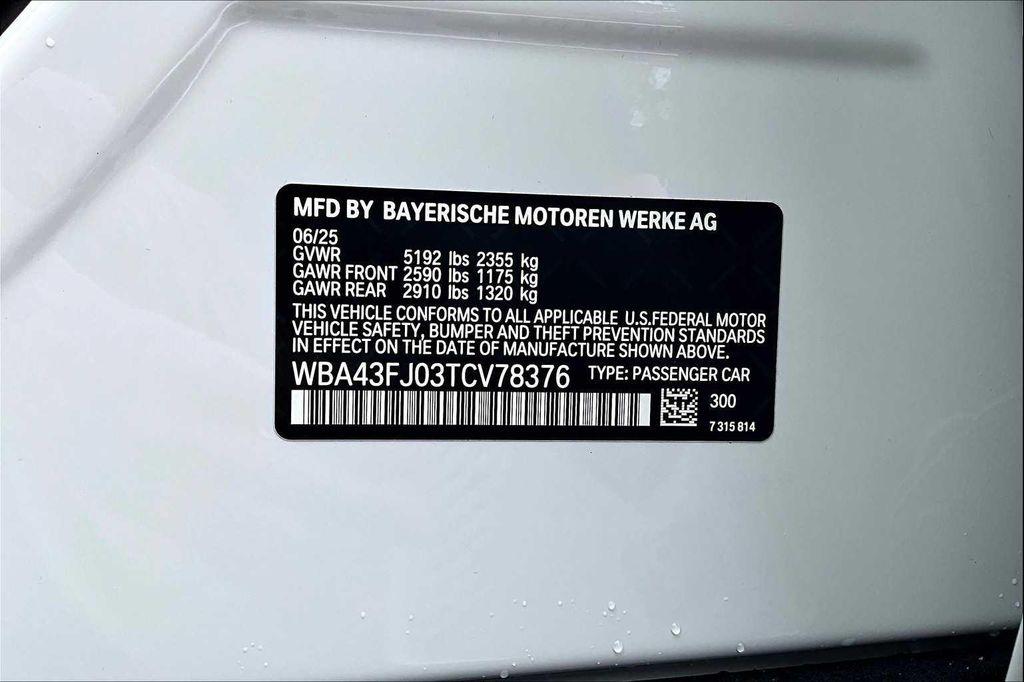 MFD BY BAYERISCHE MOTOREN WERKE AG
06/25
GVWR 5192 lbs 2355 kg
GAWR FRONT 2590 lbs 1175 kg
GAWR REAR 2910 lbs 1320 kg
THIS VEHICLE CONFORMS TO ALL APPLICABLE U.S.FEDERAL MOTOR
VEHICLE SAFETY, BUMPER AND THEFT PREVENTION STANDARDS
IN EFFECT ON THE DATE OF MANUFACTURE SHOWN ABOVE.
WBA43FJ03TCV78376 TYPE: PASSENGER CAR
300
7 315 814